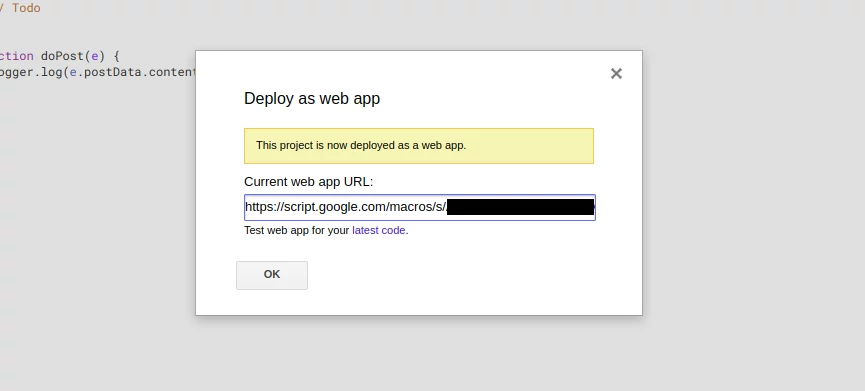 / Todo
ction doPost(e) {
ogger.log(e.postData.content
×
Deploy as web app
This project is now deployed as a web app.
Current web app URL:
https://script.google.com/macros/s/
Test web app for your latest code.
OK